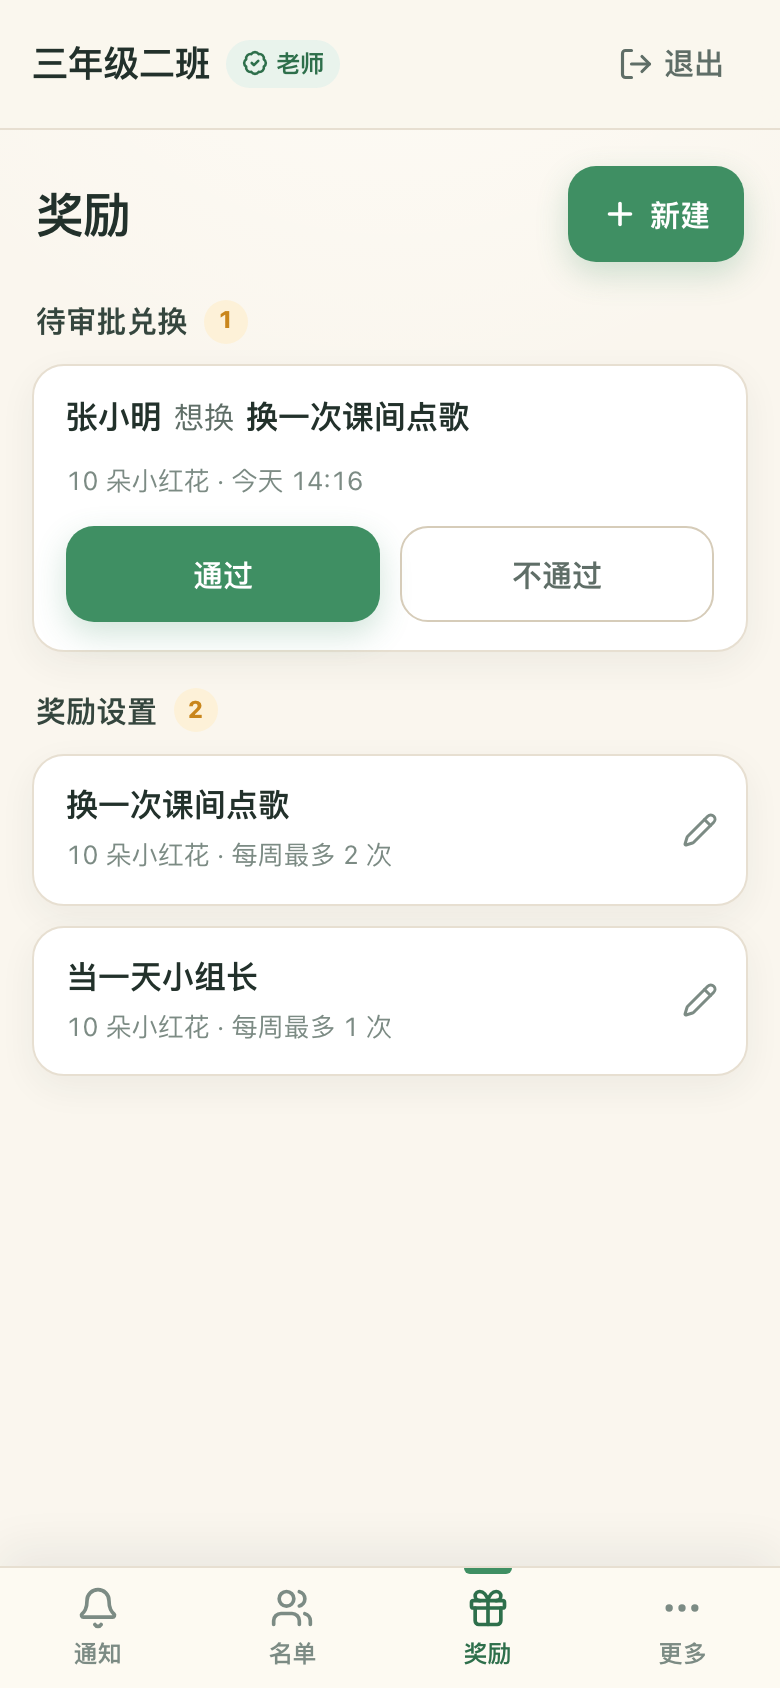 三年级二班 老师 退出
奖励 新建
待审批兑换 1
张小明 想换 换一次课间点歌
10 朵小红花 · 今天 14:16
通过 不通过
奖励设置 2
换一次课间点歌
10 朵小红花 · 每周最多 2 次
当一天小组长
10 朵小红花 · 每周最多 1 次
通知 名单 奖励 更多